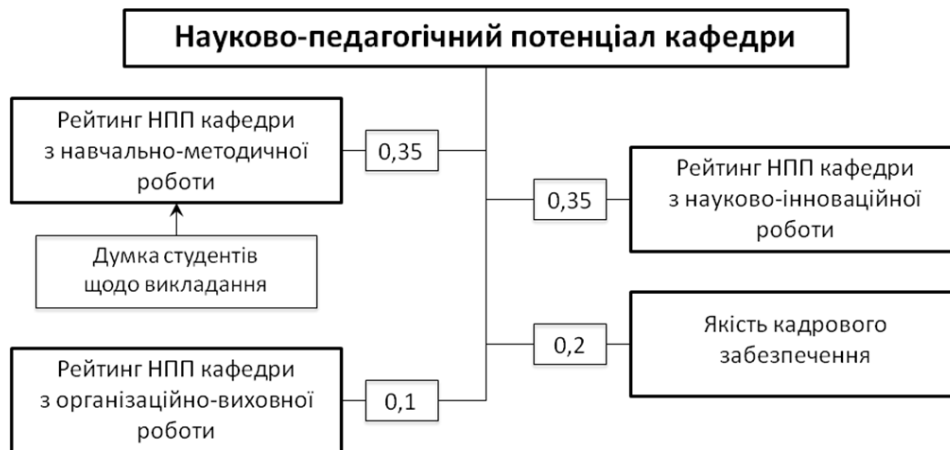 Науково-педагогічний потенціал кафедри
Рейтинг НПП кафедри
з навчально-методичної
роботи
0,35
Рейтинг НПП кафедри
з науково-інноваційної
роботи
0,35
Думка студентів
щодо викладання
Якість кадрового
забезпечення
0,2
Рейтинг НПП кафедри
з організаційно-виховної
роботи
0,1